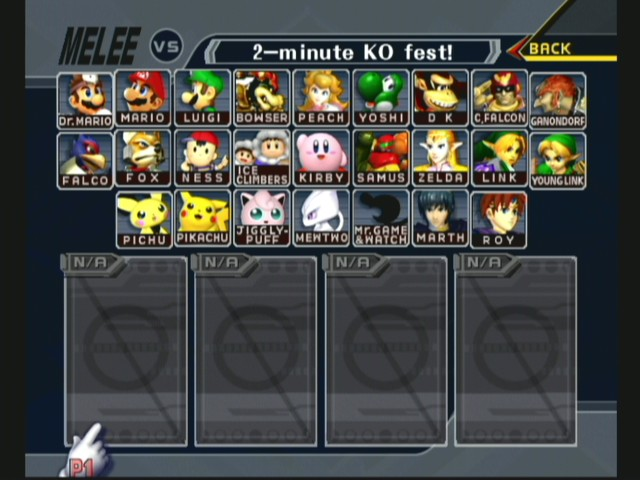 MELEE VS 2-minute KO fest! BACK
Dr.MARIO MARIO LUIGI BOWSER PEACH YOSHI D K C.FALCON GANONDORF
FALCO FOX NESS ICE CLIMBERS KIRBY SAMUS ZELDA LINK YOUNG LINK
PICHU PIKACHU JIGGLY-PUFF MEWTWO Mr.GAME &WATCH MARTH ROY
N/A N/A N/A N/A
P1